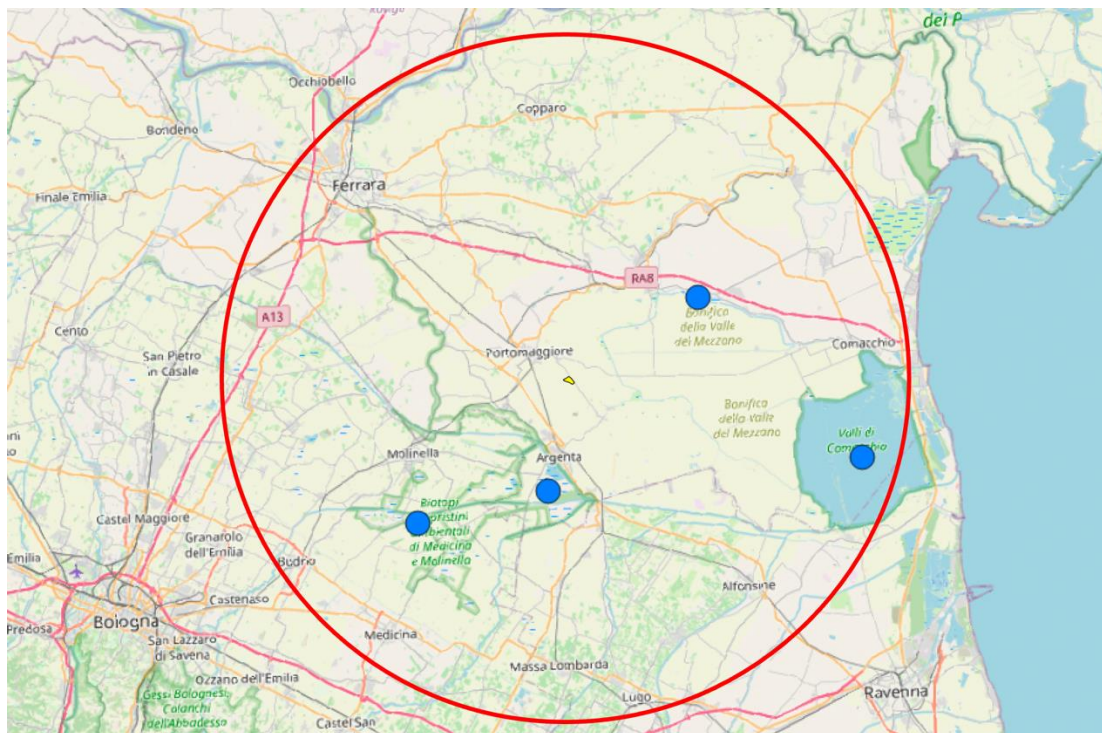 Rovigo
dei P
Occhiobello
Copparo
Bondeno
Ferrara
Finale Emilia
RA8
A13
Bonifica
della Valle
del Mezzano
Cento
San Pietro
in Casale
Portomaggiore
Comacchio
Bonifica
della Valle
del Mezzano
Valli di
Comacchio
Molinella
Argenta
Biotopi
e ripristini
ambientali
di Medicina
e Molinella
Castel Maggiore
Granarolo
dell'Emilia
Budrio
Emilia
Alfonsine
Castenaso
Bologna
Predosa
San Lazzaro
di Savena
Medicina
Massa Lombarda
Ozzano dell'Emilia
Gessi Bolognesi,
Calanchi
dell'Abbadessa
Lugo
Ravenna
Castel San